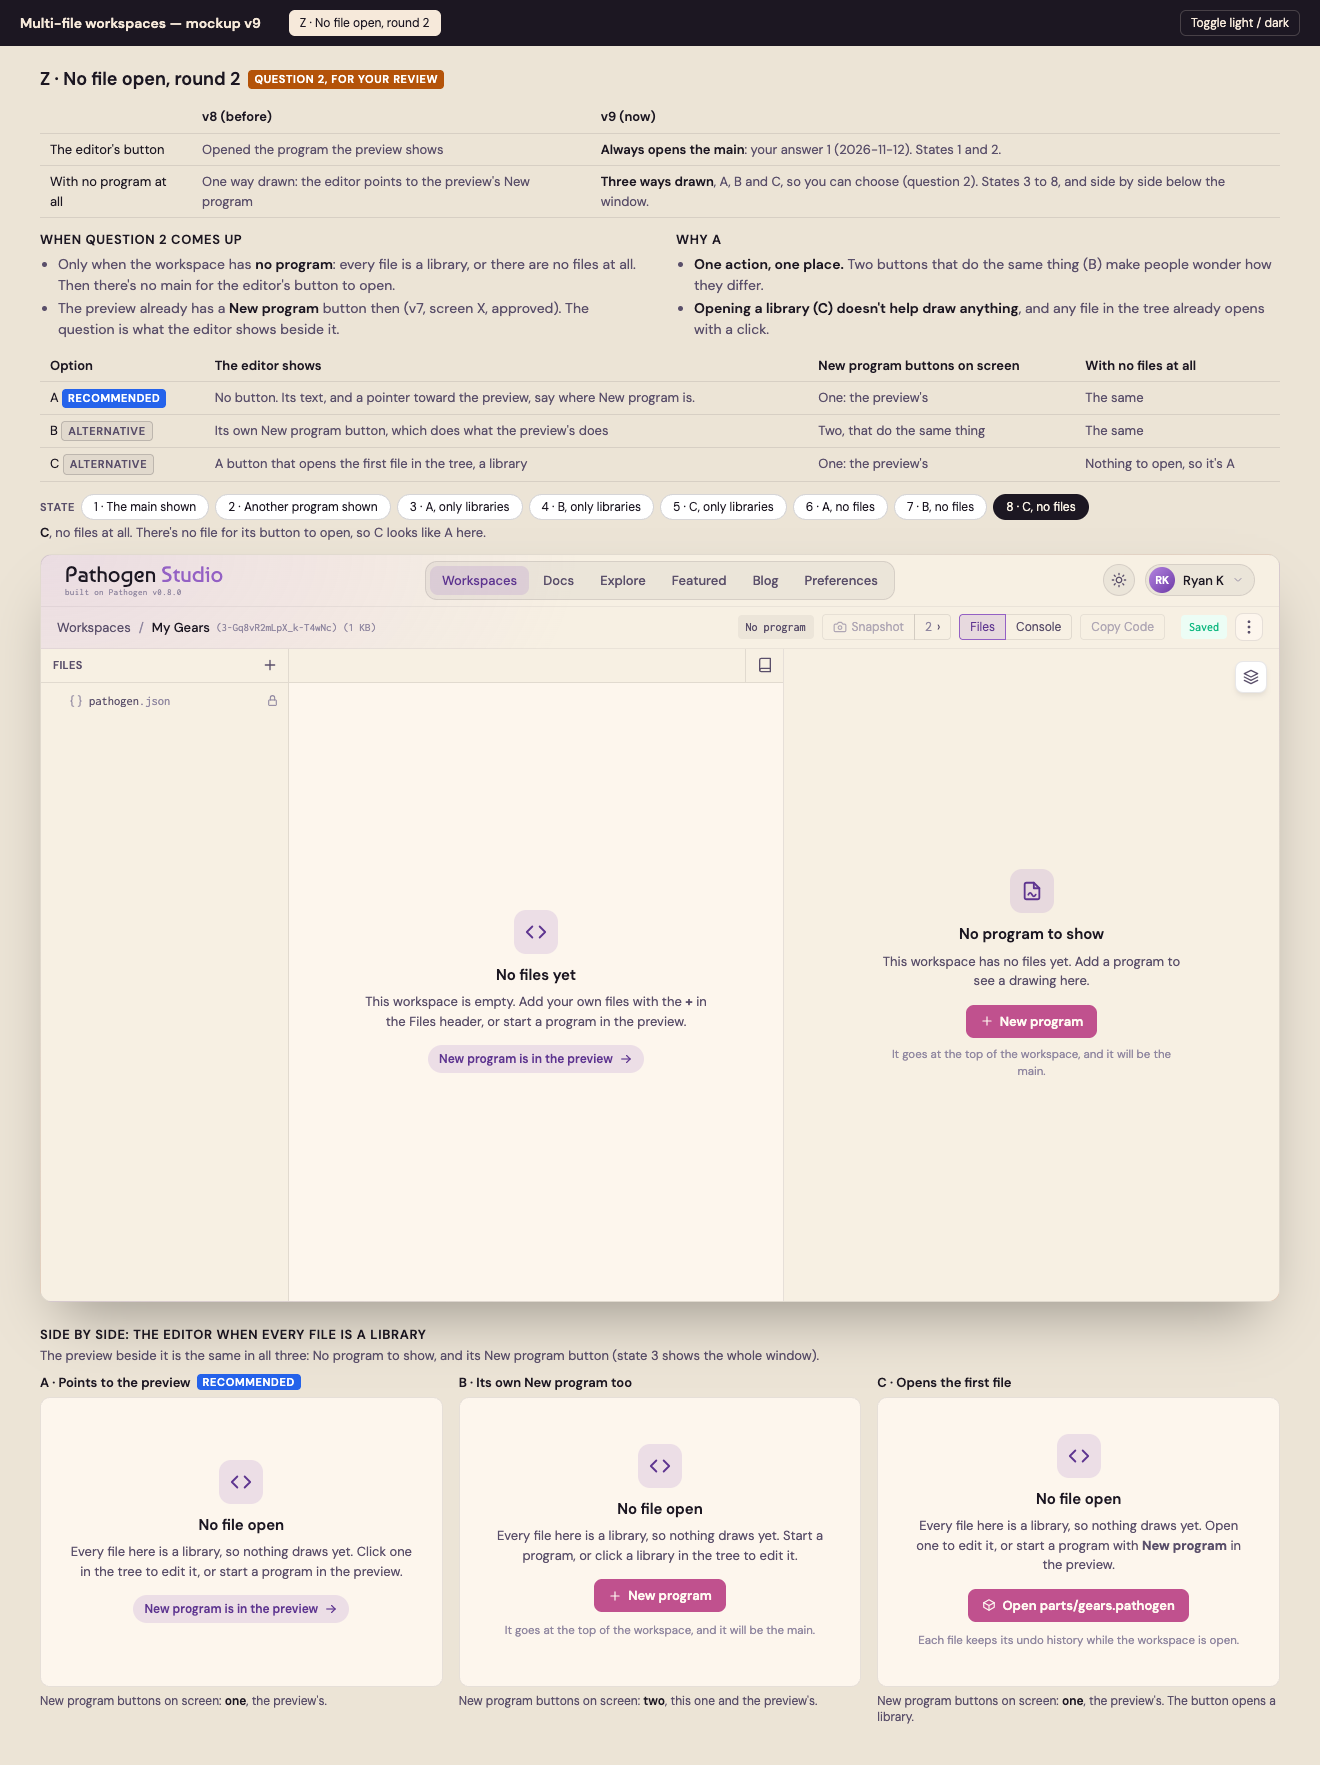 Multi-file workspaces — mockup v9
Z · No file open, round 2
Toggle light / dark
Z · No file open, round 2 QUESTION 2, FOR YOUR REVIEW
v8 (before)
v9 (now)
The editor's button
Opened the program the preview shows
Always opens the main: your answer 1 (2026-11-12). States 1 and 2.
With no program at
all
One way drawn: the editor points to the preview's New
program
Three ways drawn, A, B and C, so you can choose (question 2). States 3 to 8, and side by side below the
window.
WHEN QUESTION 2 COMES UP
• Only when the workspace has no program: every file is a library, or there are no files at all.
Then there's no main for the editor's button to open.
• The preview already has a New program button then (v7, screen X, approved). The
question is what the editor shows beside it.
WHY A
• One action, one place. Two buttons that do the same thing (B) make people wonder how
they differ.
• Opening a library (C) doesn't help draw anything, and any file in the tree already opens
with a click.
Option
The editor shows
New program buttons on screen
With no files at all
A RECOMMENDED
No button. Its text, and a pointer toward the preview, say where New program is.
One: the preview's
The same
B ALTERNATIVE
Its own New program button, which does what the preview's does
Two, that do the same thing
The same
C ALTERNATIVE
A button that opens the first file in the tree, a library
One: the preview's
Nothing to open, so it's A
STATE
1 · The main shown
2 · Another program shown
3 · A, only libraries
4 · B, only libraries
5 · C, only libraries
6 · A, no files
7 · B, no files
8 · C, no files
C, no files at all. There's no file for its button to open, so C looks like A here.
Pathogen Studio
built on Pathogen v0.8.0
Workspaces
Docs
Explore
Featured
Blog
Preferences
RK
Ryan K
Workspaces / My Gears (3-Gq8vR2mLpX_k-T4wNc) (1 KB)
No program
Snapshot
2 ›
Files
Console
Copy Code
Saved
FILES
{ } pathogen.json
No files yet
This workspace is empty. Add your own files with the + in
the Files header, or start a program in the preview.
New program is in the preview →
No program to show
This workspace has no files yet. Add a program to
see a drawing here.
+ New program
It goes at the top of the workspace, and it will be the
main.
SIDE BY SIDE: THE EDITOR WHEN EVERY FILE IS A LIBRARY
The preview beside it is the same in all three: No program to show, and its New program button (state 3 shows the whole window).
A · Points to the preview RECOMMENDED
No file open
Every file here is a library, so nothing draws yet. Click one
in the tree to edit it, or start a program in the preview.
New program is in the preview →
New program buttons on screen: one, the preview's.
B · Its own New program too
No file open
Every file here is a library, so nothing draws yet. Start a
program, or click a library in the tree to edit it.
+ New program
It goes at the top of the workspace, and it will be the main.
New program buttons on screen: two, this one and the preview's.
C · Opens the first file
No file open
Every file here is a library, so nothing draws yet. Open
one to edit it, or start a program with New program in
the preview.
Open parts/gears.pathogen
Each file keeps its undo history while the workspace is open.
New program buttons on screen: one, the preview's. The button opens a
library.